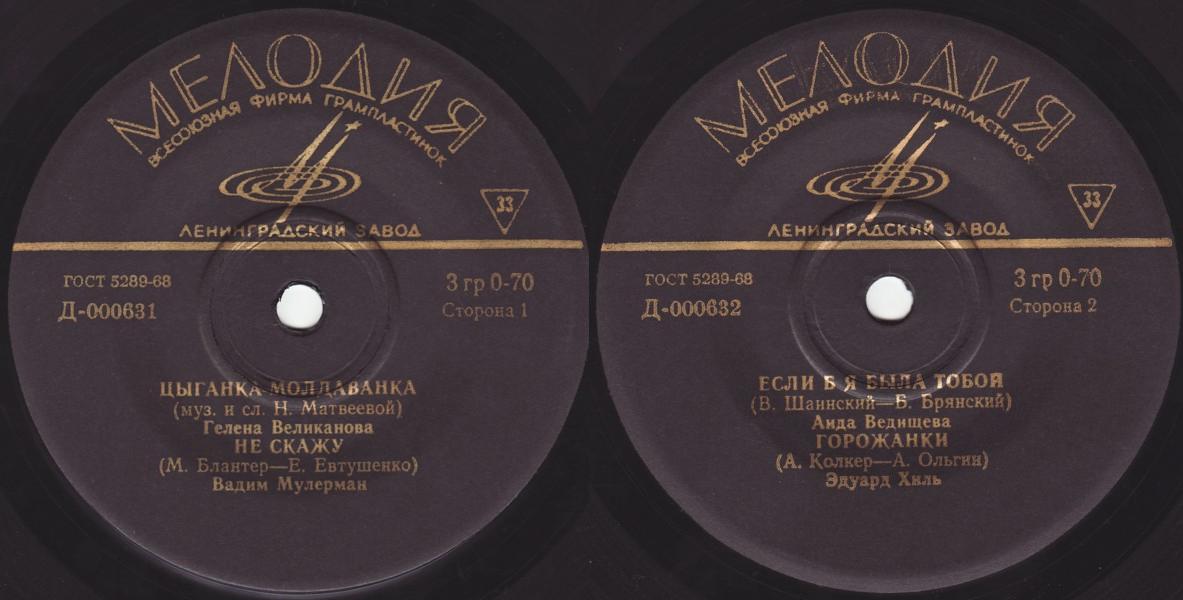 МЕЛОДИЯ
ВСЕСОЮЗНАЯ ФИРМА ГРАМПЛАСТИНОК
33
ЛЕНИНГРАДСКИЙ ЗАВОД
ГОСТ 5289-68
3 гр 0-70
Д-000631
Сторона 1
ЦЫГАНКА-МОЛДАВАНКА
(муз. и сл. Н. Матвеевой)
Гелена Великанова
НЕ СКАЖУ
(М. Блантер—Е. Евтушенко)
Вадим Мулерман
МЕЛОДИЯ
ВСЕСОЮЗНАЯ ФИРМА ГРАМПЛАСТИНОК
33
ЛЕНИНГРАДСКИЙ ЗАВОД
ГОСТ 5289-68
3 гр 0-70
Д-000632
Сторона 2
ЕСЛИ Б Я БЫЛА ТОБОЙ
(В. Шаинский—Б. Брянский)
Аида Ведищева
ГОРОЖАНКИ
(А. Колкер—А. Ольгин)
Эдуард Хиль